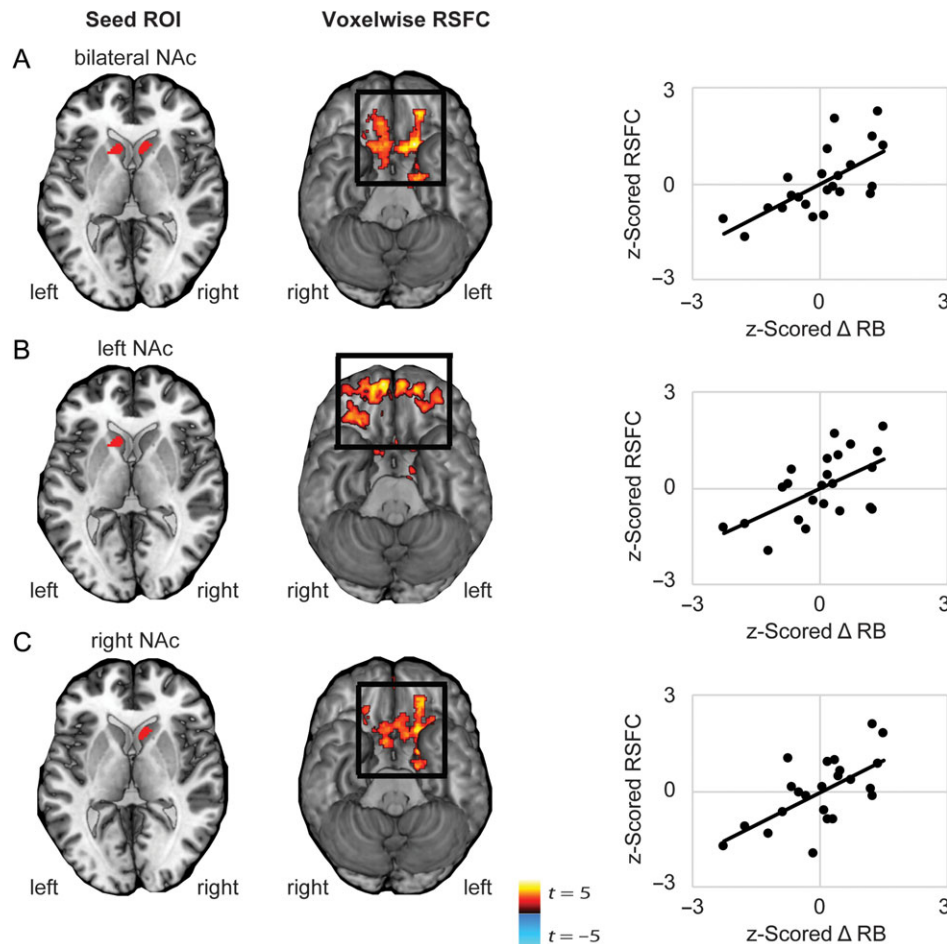 Seed ROI
Voxelwise RSFC
A
bilateral NAc
left
right
right
left
3
0
−3
z-Scored RSFC
−3
0
3
z-Scored Δ RB
B
left NAc
left
right
right
left
3
0
−3
z-Scored RSFC
−3
0
3
z-Scored Δ RB
C
right NAc
left
right
right
left
3
0
−3
z-Scored RSFC
−3
0
3
z-Scored Δ RB
t = 5
t = −5